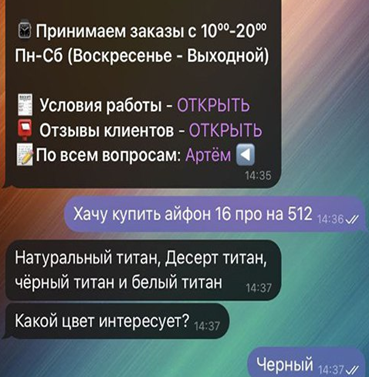 ⌚ Принимаем заказы с 10⁰⁰-20⁰⁰
Пн-Сб (Воскресенье - Выходной)
🧾 Условия работы - ОТКРЫТЬ
📮 Отзывы клиентов - ОТКРЫТЬ
📝По всем вопросам: Артём ◀️
14:35
Хачу купить айфон 16 про на 512 14:36
Натуральный титан, Десерт титан,
чёрный титан и белый титан 14:37
Какой цвет интересует? 14:37
Черный 14:37